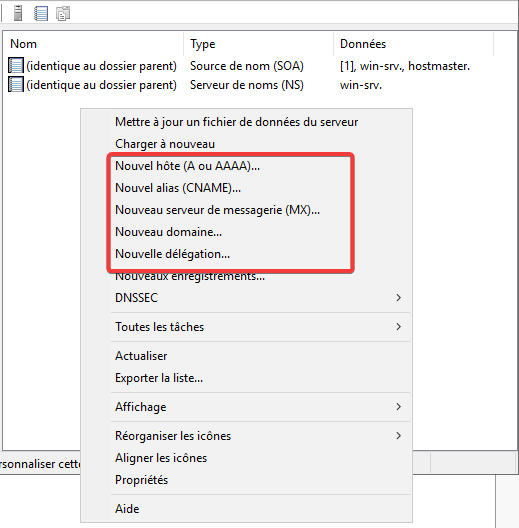 Nom Type Données
(identique au dossier parent) Source de nom (SOA) [1], win-srv., hostmaster.
(identique au dossier parent) Serveur de noms (NS) win-srv.
Mettre à jour un fichier de données du serveur
Charger à nouveau
Nouvel hôte (A ou AAAA)...
Nouvel alias (CNAME)...
Nouveau serveur de messagerie (MX)...
Nouveau domaine...
Nouvelle délégation...
Nouveaux enregistrements...
DNSSEC
Toutes les tâches
Actualiser
Exporter la liste...
Affichage
Réorganiser les icônes
Aligner les icônes
rsonnaliser cette
Propriétés
Aide